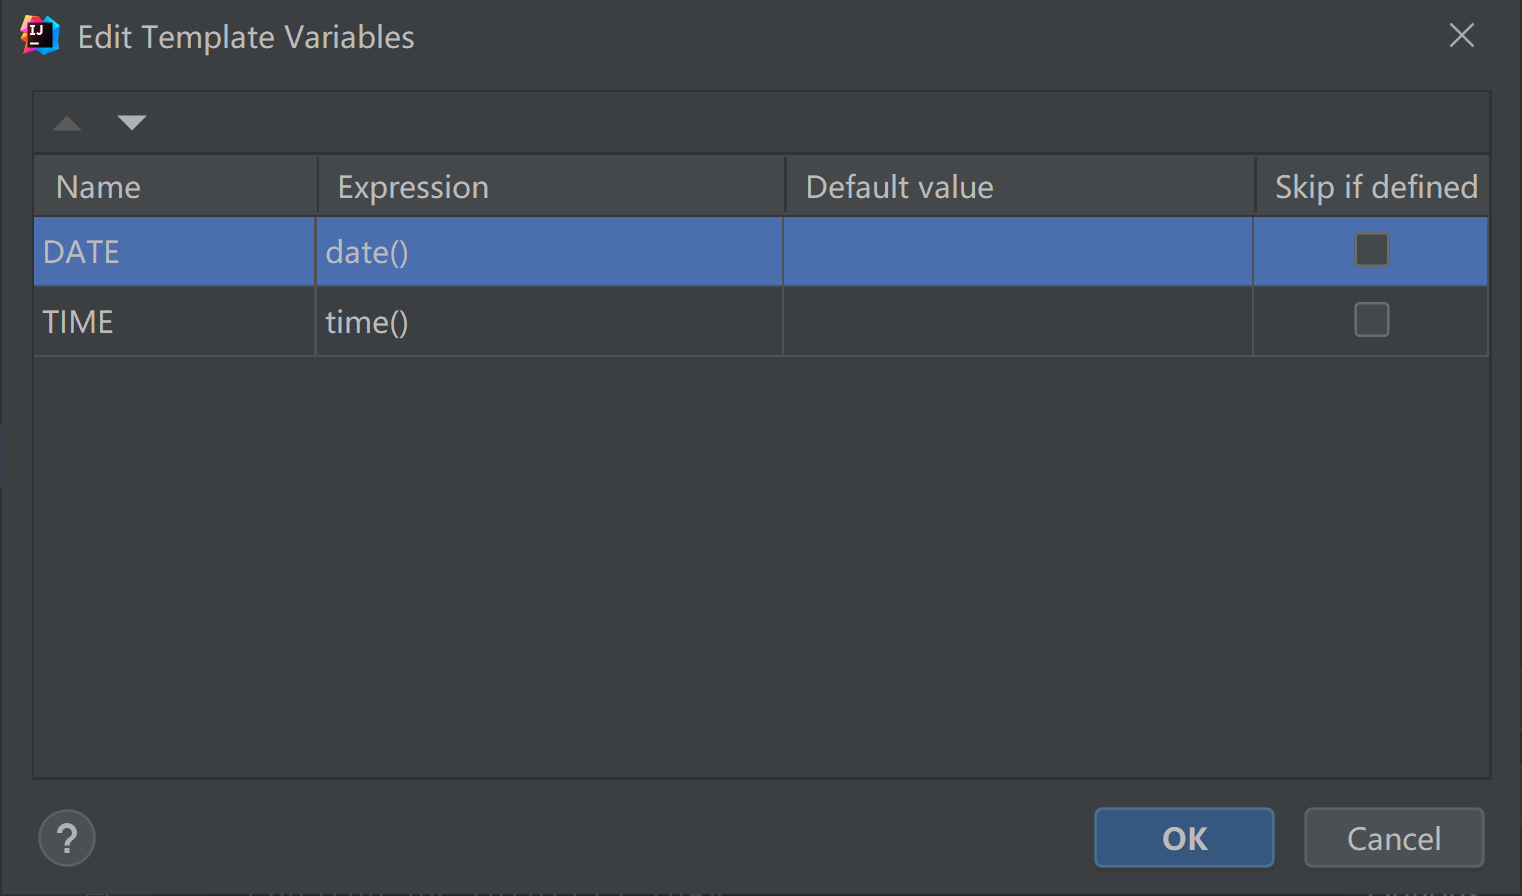 IJ
Edit Template Variables
Name Expression Default value Skip if defined
DATE date()
TIME time()
? OK Cancel